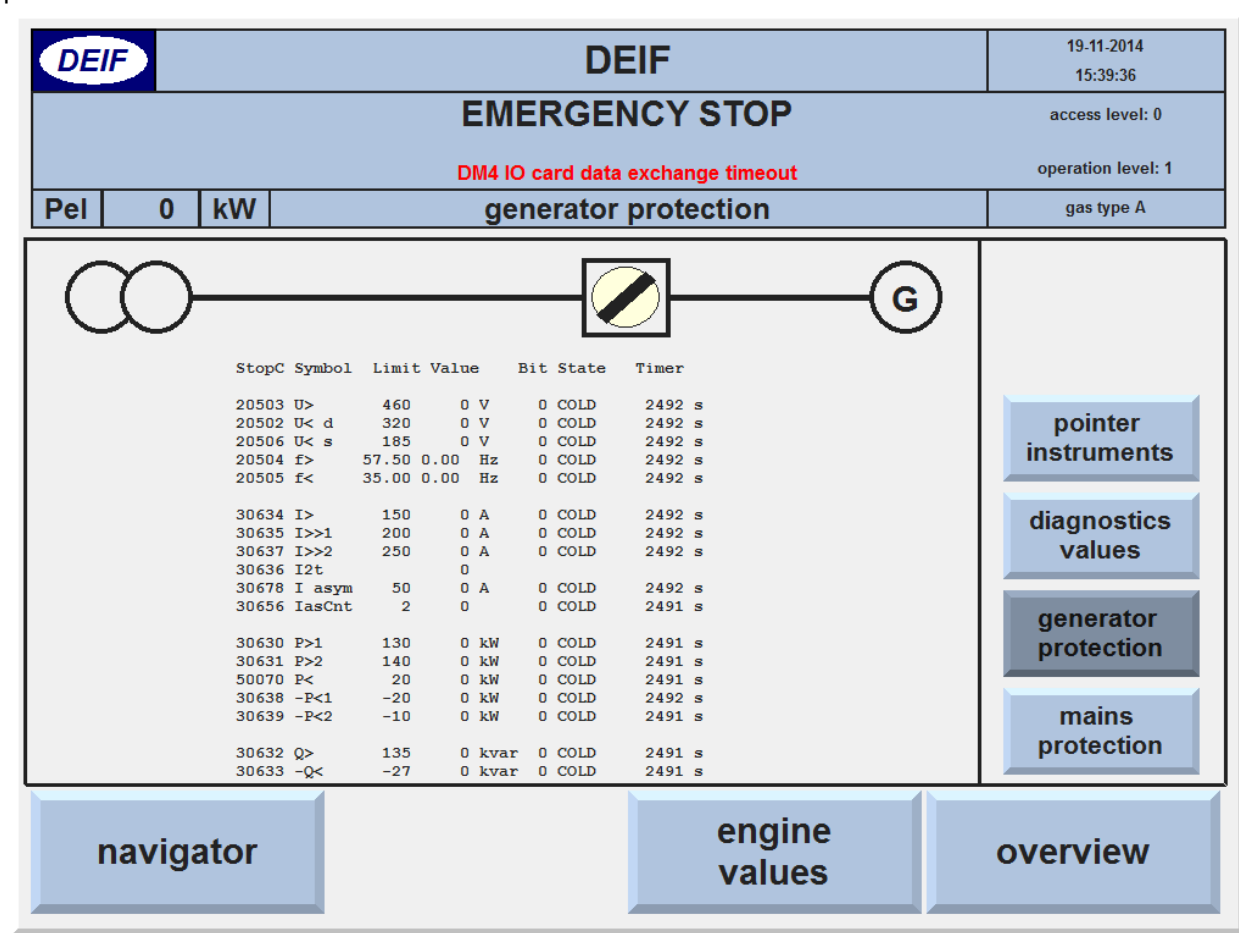 DEIF
DEIF
19-11-2014
15:39:36
EMERGENCY STOP
access level: 0
DM4 IO card data exchange timeout
operation level: 1
Pel 0 kW
generator protection
gas type A
G
StopC Symbol Limit Value Bit State Timer
20503 U> 460 0 V 0 COLD 2492 s
20502 U< d 320 0 V 0 COLD 2492 s
20506 U< s 185 0 V 0 COLD 2492 s
20504 f> 57.50 0.00 Hz 0 COLD 2492 s
20505 f< 35.00 0.00 Hz 0 COLD 2492 s
30634 I> 150 0 A 0 COLD 2492 s
30635 I>>1 200 0 A 0 COLD 2492 s
30637 I>>2 250 0 A 0 COLD 2492 s
30636 I2t 0
30678 I asym 50 0 A 0 COLD 2492 s
30656 IasCnt 2 0 0 COLD 2491 s
30630 P>1 130 0 kW 0 COLD 2491 s
30631 P>2 140 0 kW 0 COLD 2491 s
50070 P< 20 0 kW 0 COLD 2491 s
30638 -P<1 -20 0 kW 0 COLD 2492 s
30639 -P<2 -10 0 kW 0 COLD 2491 s
30632 Q> 135 0 kvar 0 COLD 2491 s
30633 -Q< -27 0 kvar 0 COLD 2491 s
pointer
instruments
diagnostics
values
generator
protection
mains
protection
navigator
engine
values
overview